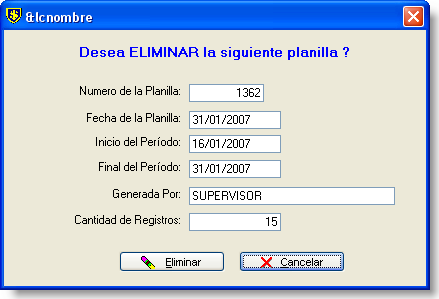 &lcnombre
Desea ELIMINAR la siguiente planilla ?
Numero de la Planilla: 1362
Fecha de la Planilla: 31/01/2007
Inicio del Período: 16/01/2007
Final del Período: 31/01/2007
Generada Por: SUPERVISOR
Cantidad de Registros: 15
Eliminar Cancelar